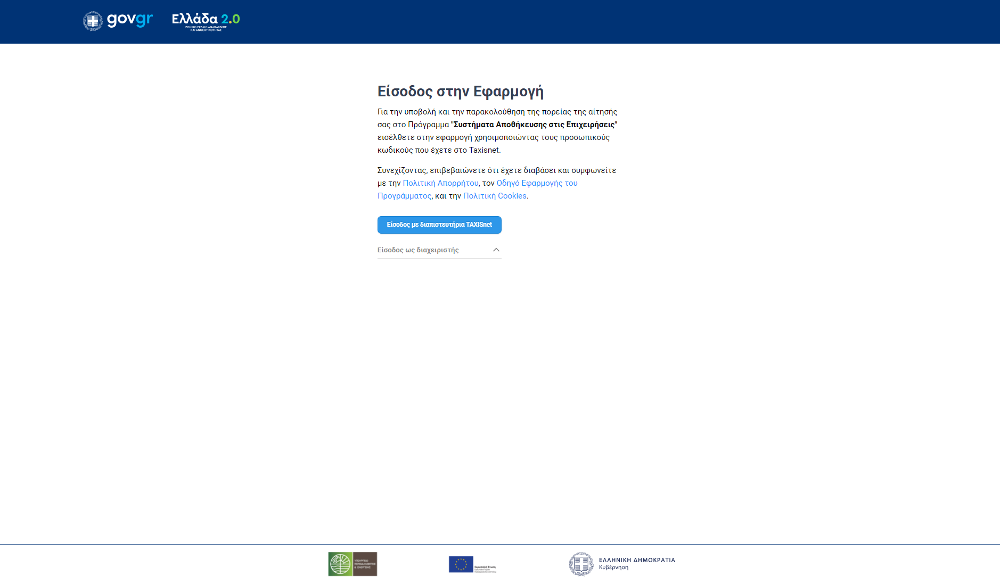 govgr
Ελλάδα 2.0
ΕΘΝΙΚΟ ΣΧΕΔΙΟ ΑΝΑΚΑΜΨΗΣ
ΚΑΙ ΑΝΘΕΚΤΙΚΟΤΗΤΑΣ
Είσοδος στην Εφαρμογή
Για την υποβολή και την παρακολούθηση της πορείας της αίτησής
σας στο Πρόγραμμα "Συστήματα Αποθήκευσης στις Επιχειρήσεις"
εισέλθετε στην εφαρμογή χρησιμοποιώντας τους προσωπικούς
κωδικούς που έχετε στο Taxisnet.
Συνεχίζοντας, επιβεβαιώνετε ότι έχετε διαβάσει και συμφωνείτε
με την Πολιτική Απορρήτου, τον Οδηγό Εφαρμογής του
Προγράμματος, και την Πολιτική Cookies.
Είσοδος με διαπιστευτήρια TAXISnet
Είσοδος ως διαχειριστής
ΥΠΟΥΡΓΕΙΟ
ΠΕΡΙΒΑΛΛΟΝΤΟΣ
& ΕΝΕΡΓΕΙΑΣ
Ευρωπαϊκή Ένωση
ΕΛΛΗΝΙΚΗ ΔΗΜΟΚΡΑΤΙΑ
Κυβέρνηση